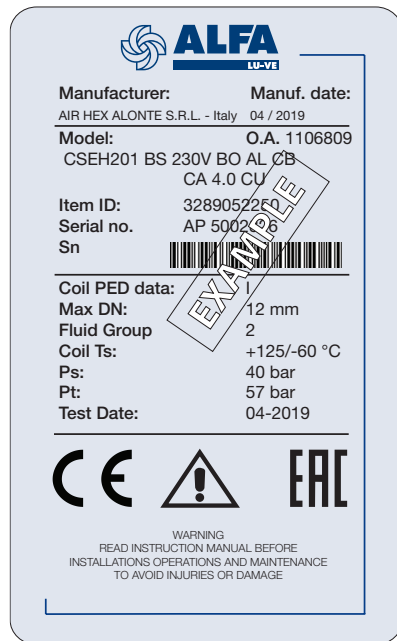 ALFA
LU-VE
Manufacturer: Manuf. date:
AIR HEX ALONTE S.R.L. - Italy 04 / 2019
Model: O.A. 1106809
CSEH201 BS 230V BO AL CB
CA 4.0 CU
Item ID: 3289052250
Serial no. AP 5002
Sn
EXAMPLE
Coil PED data: I
Max DN: 12 mm
Fluid Group 2
Coil Ts: +125/-60 °C
Ps: 40 bar
Pt: 57 bar
Test Date: 04-2019
CE EAC
WARNING
READ INSTRUCTION MANUAL BEFORE
INSTALLATIONS OPERATIONS AND MAINTENANCE
TO AVOID INJURIES OR DAMAGE